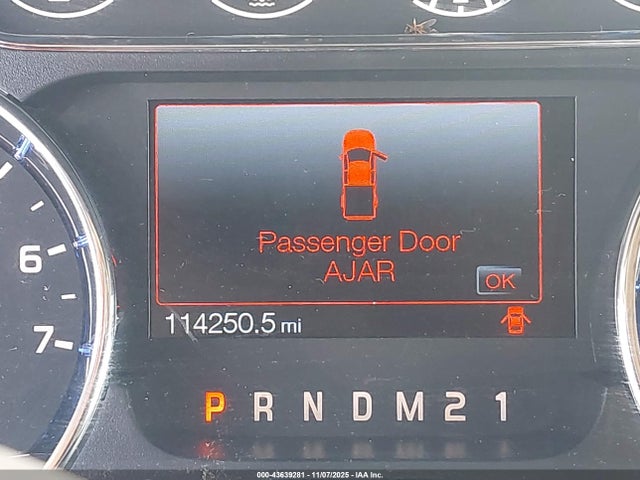 6
7
Passenger Door
AJAR
OK
114250.5 mi
P R N D M 2 1
000-43639281 - 11/07/2025 - IAA Inc.